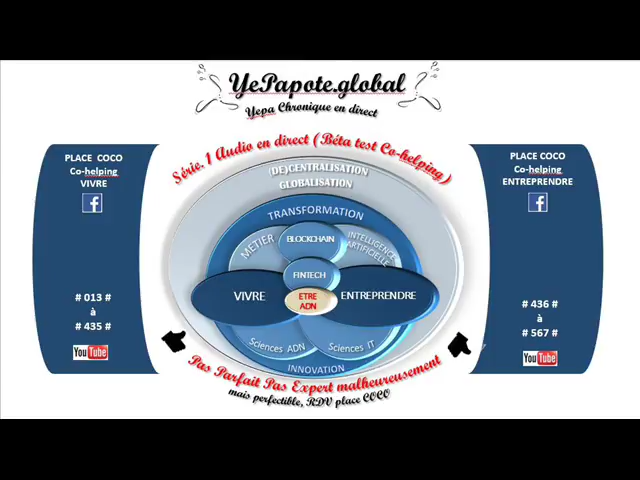 YePapote.global
Yepa Chronique en direct
Série.1 Audio en direct (Béta test Co-helping)
PLACE COCO
Co-helping
VIVRE
# 013 #
à
# 435 #
YouTube
(DE)CENTRALISATION
GLOBALISATION
TRANSFORMATION
METIER
BLOCKCHAIN
INTELLIGENCE
ARTIFICIELLE
FINTECH
VIVRE
ETRE
ADN
ENTREPRENDRE
Sciences ADN
Sciences IT
INNOVATION
PLACE COCO
Co-helping
ENTREPRENDRE
# 436 #
à
# 567 #
YouTube
Pas Parfait Pas Expert malheureusement
mais perfectible, RDV place COCO